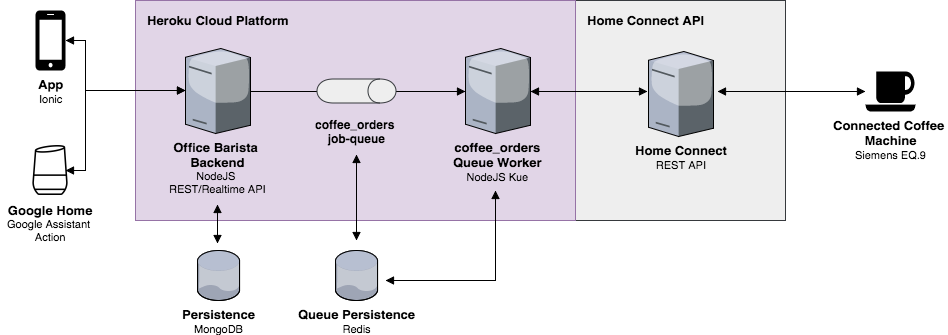 Heroku Cloud Platform
Home Connect API
App
Ionic
Google Home
Google Assistant
Action
Office Barista
Backend
NodeJS
REST/Realtime API
coffee_orders
job-queue
coffee_orders
Queue Worker
NodeJS Kue
Home Connect
REST API
Connected Coffee
Machine
Siemens EQ.9
Persistence
MongoDB
Queue Persistence
Redis